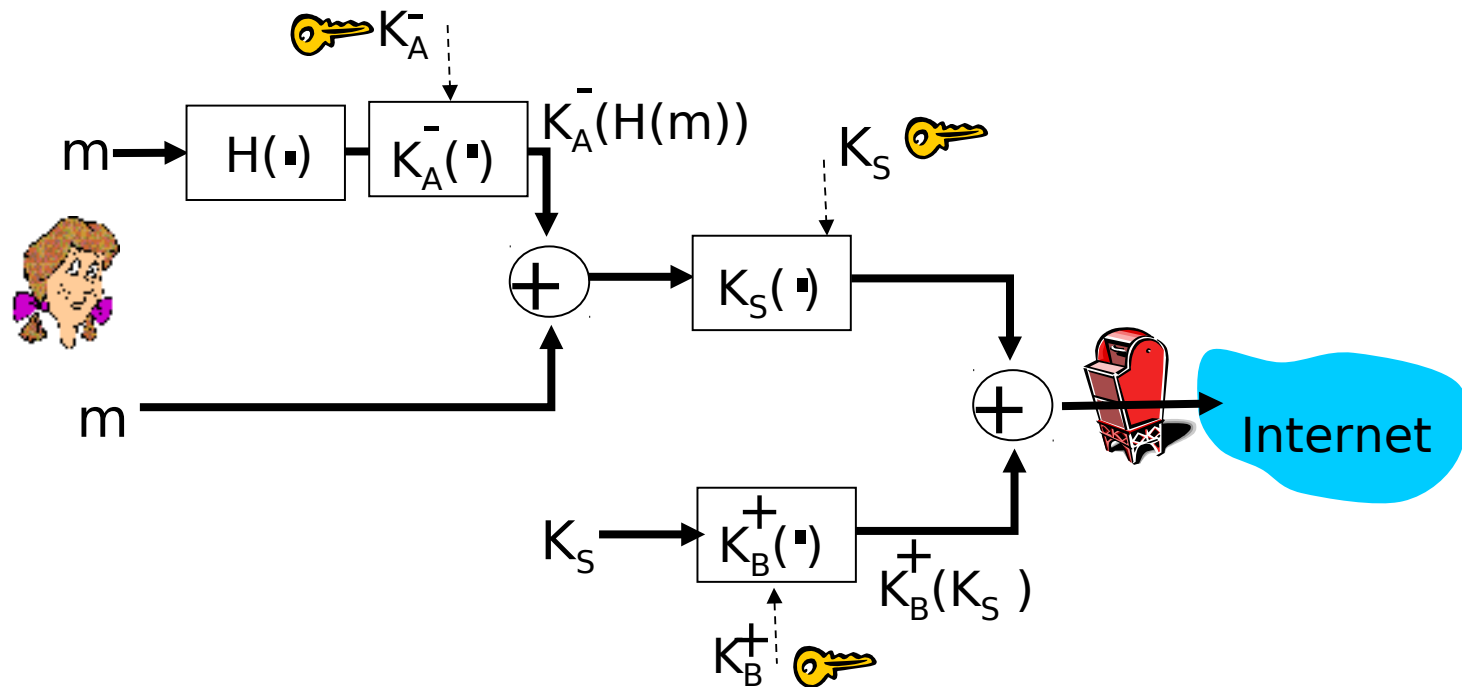 K_A^-
K_A^-(H(m))
m
H(▪)
K_A^-(▪)
K_S
+
K_S(▪)
m
+
Internet
K_S
K_B^+(▪)
K_B^+(K_S )
K_B^+